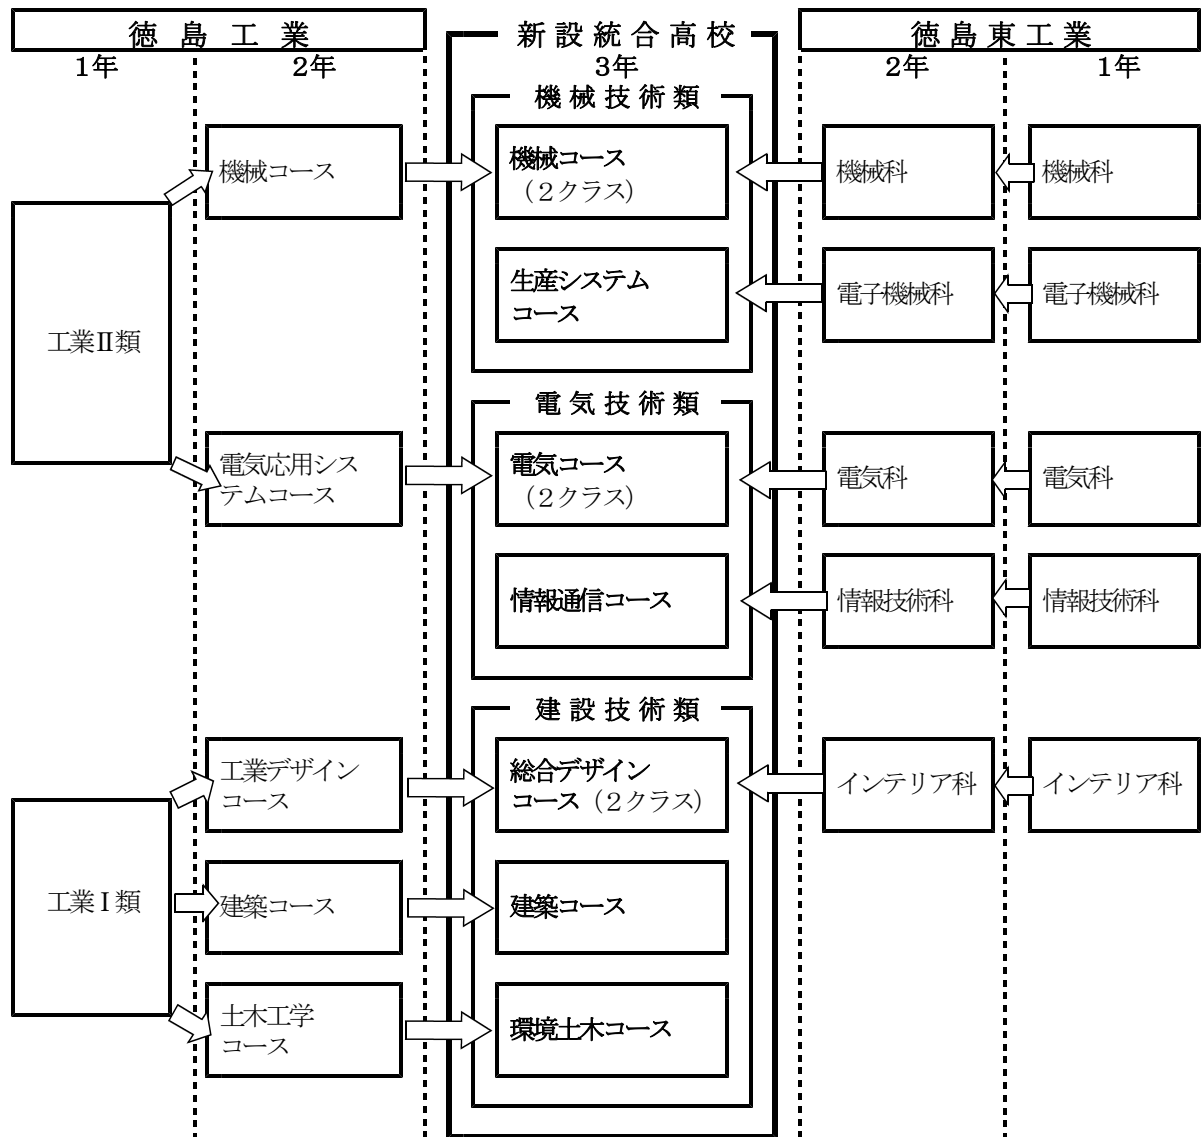 徳島工業
新設統合高校
徳島東工業
1年
2年
3年
2年
1年
機械技術類
機械コース
機械コース
（２クラス）
機械科
機械科
生産システム
コース
電子機械科
電子機械科
工業Ⅱ類
電気技術類
電気応用シス
テムコース
電気コース
（２クラス）
電気科
電気科
情報通信コース
情報技術科
情報技術科
建設技術類
工業デザイン
コース
総合デザイン
コース（２クラス）
インテリア科
インテリア科
工業Ⅰ類
建築コース
建築コース
土木工学
コース
環境土木コース